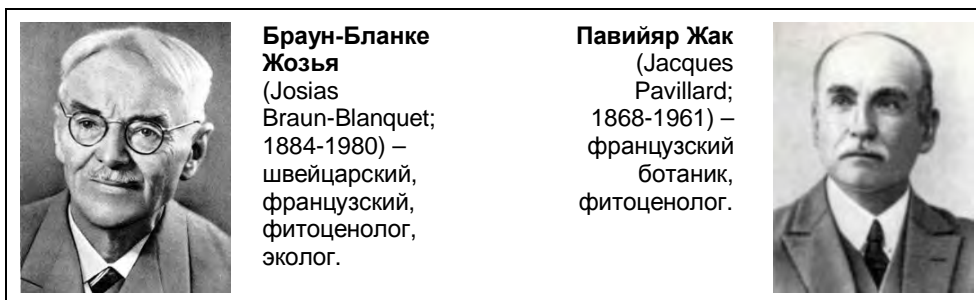 Браун-Бланке
Жозья
(Josias
Braun-Blanquet;
1884-1980) –
швейцарский,
французский,
фитоценолог,
эколог.
Павийяр Жак
(Jacques
Pavillard;
1868-1961) –
французский
ботаник,
фитоценолог.